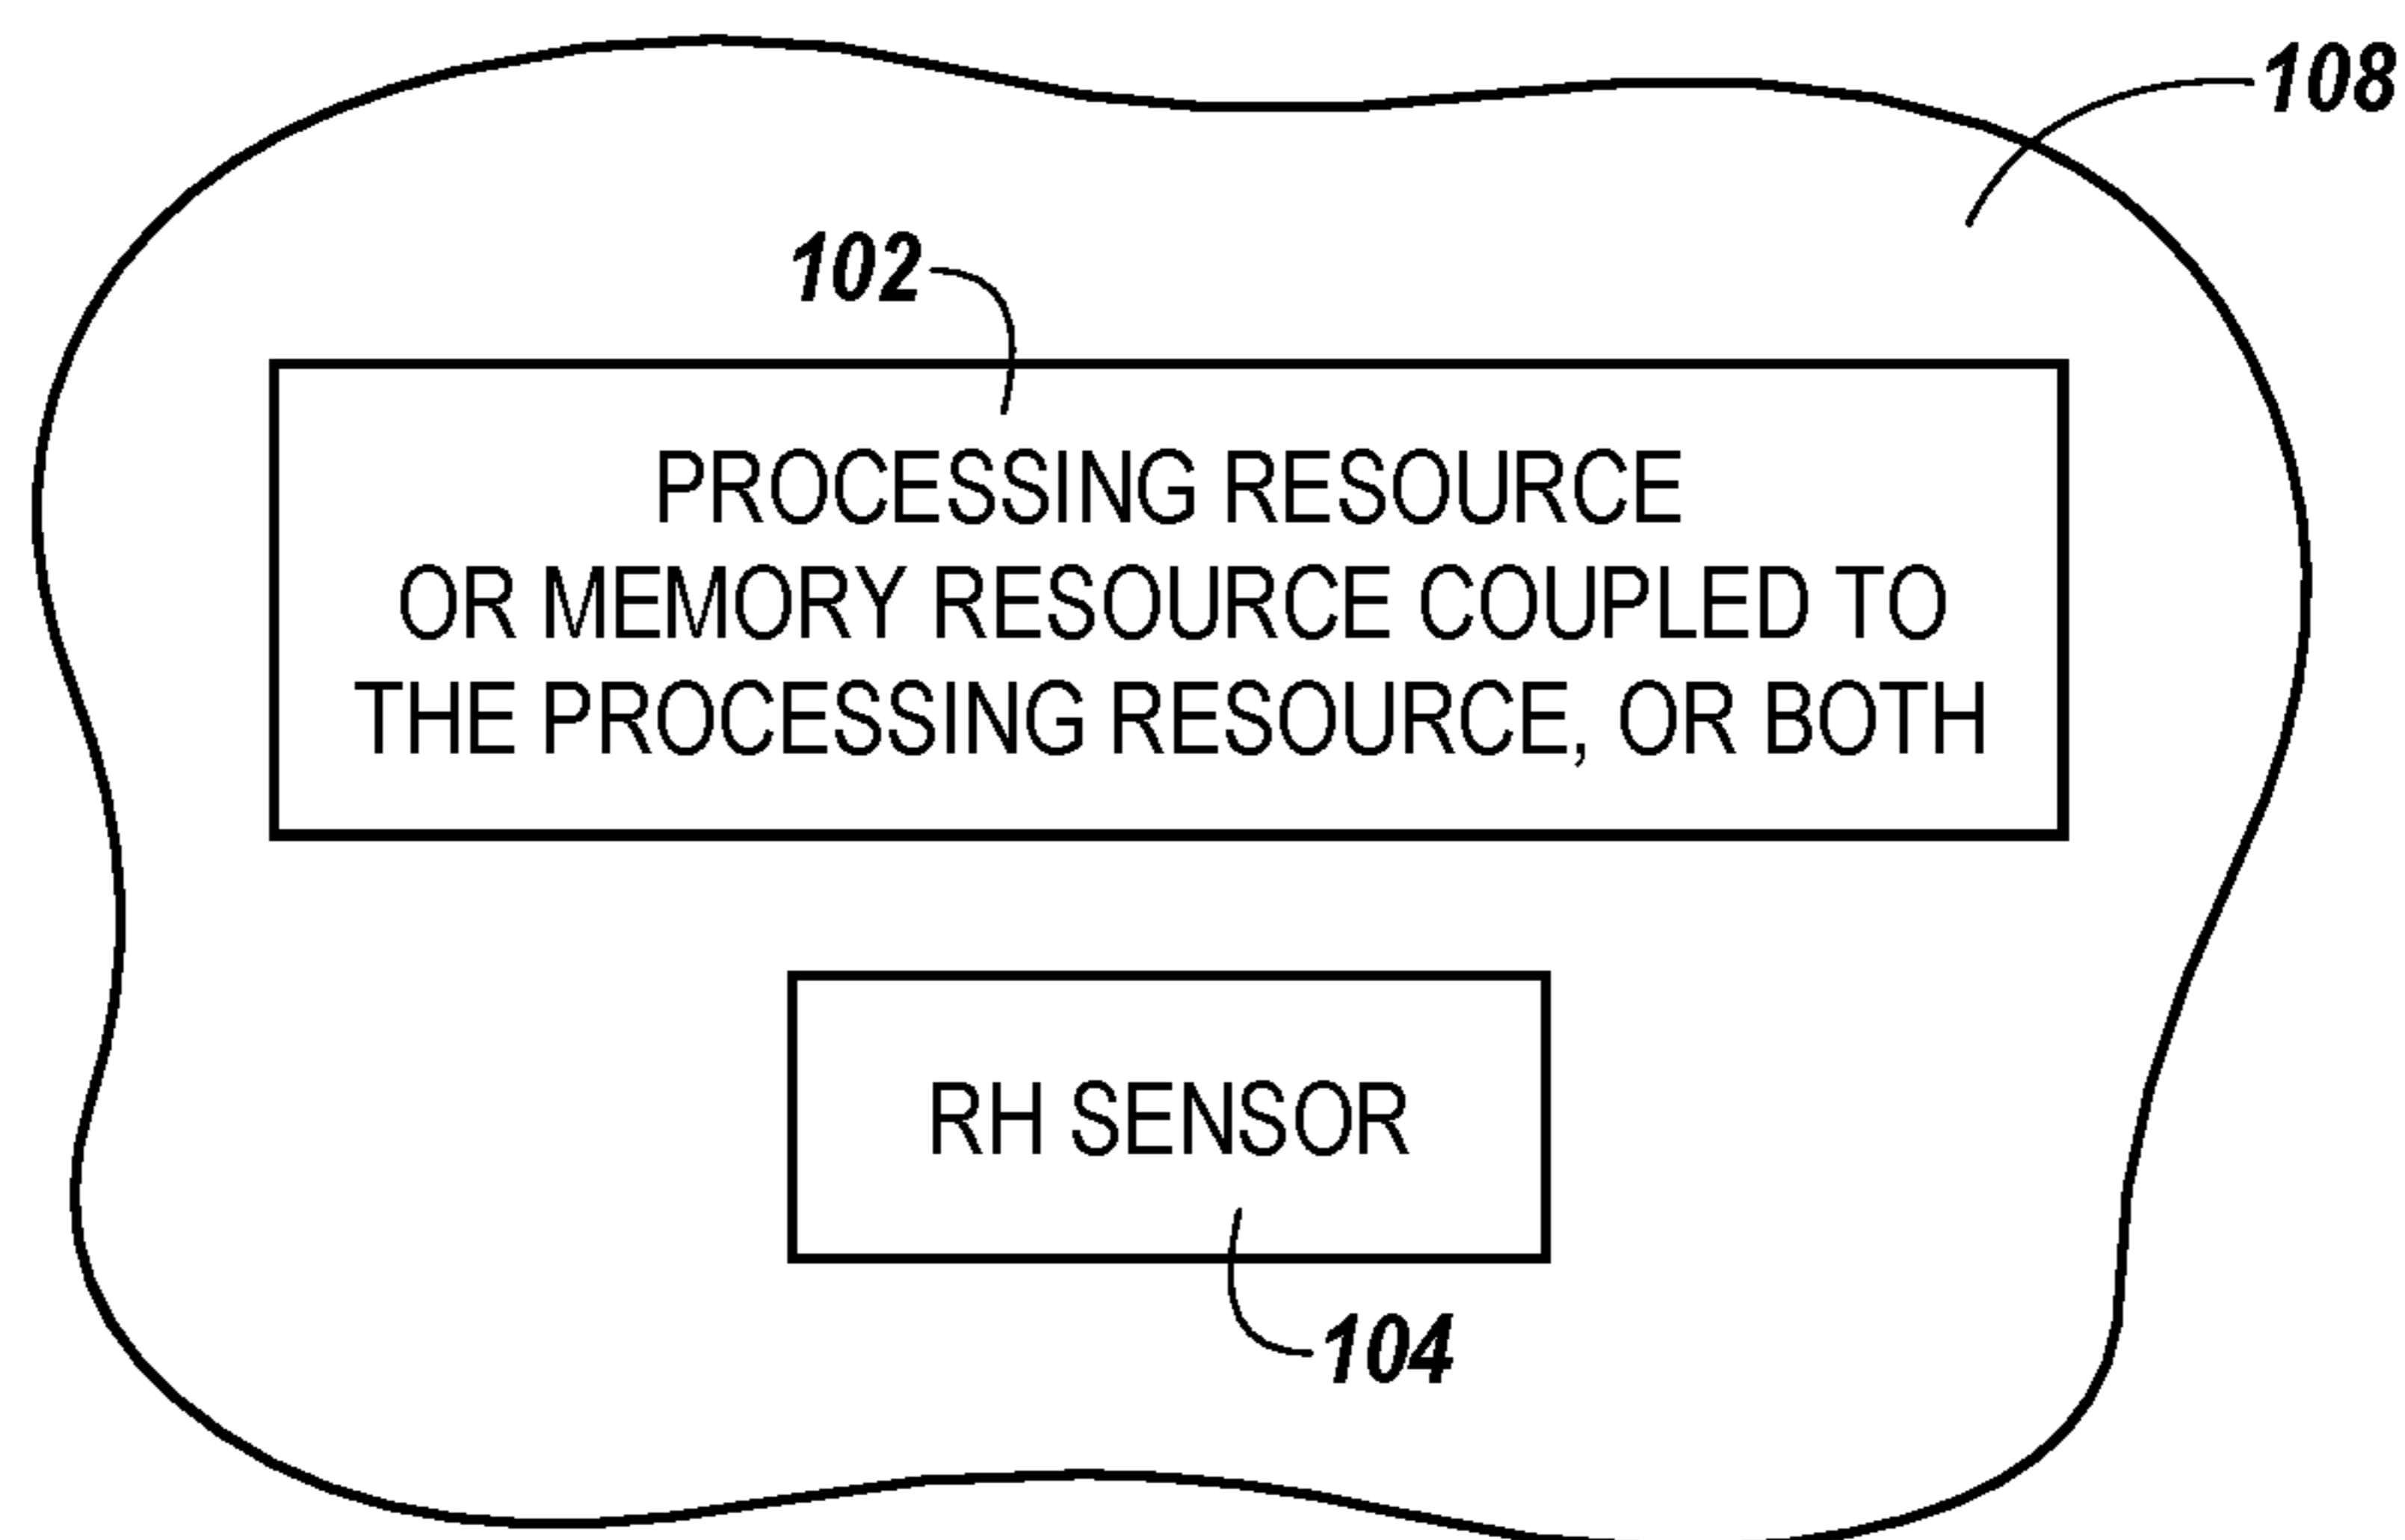 108
102
PROCESSING RESOURCE
OR MEMORY RESOURCE COUPLED TO
THE PROCESSING RESOURCE, OR BOTH
RH SENSOR
104